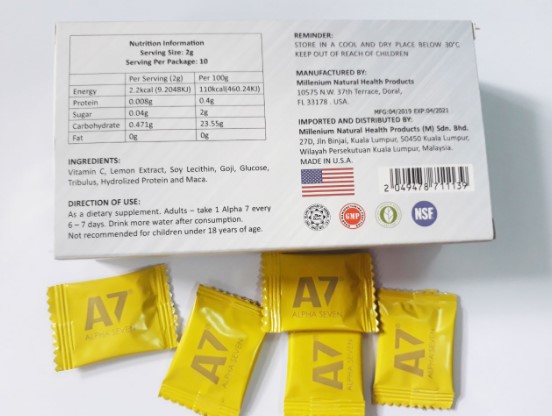 Nutrition Information
Serving Size: 2g
Serving Per Package: 10
Per Serving (2g) Per 100g
Energy 2.2kcal (9.204BKJ) 110kcal(460.24KJ)
Protein 0.008g 0.4g
Sugar 0.04g 2g
Carbohydrate 0.471g 23.55g
Fat 0g 0g
INGREDIENTS:
Vitamin C, Lemon Extract, Soy Lecithin, Goji, Glucose,
Tribulus, Hydrolized Protein and Maca.
DIRECTION OF USE:
As a dietary supplement. Adults – take 1 Alpha 7 every
6 – 7 days. Drink more water after consumption.
Not recommended for children under 18 years of age.
REMINDER:
STORE IN A COOL AND DRY PLACE BELOW 30°C
KEEP OUT OF REACH OF CHILDREN
MANUFACTURED BY:
Millenium Natural Health Products
10575 N.W 37th Terrace, Doral,
FL 33178 . USA.
MFG:04/2019 EXP:04/2021
IMPORTED AND DISTRIBUTED BY:
Millenium Natural Health Products (M) Sdn. Bhd.
27D, Jln Binjai, Kuala Lumpur, 50450 Kuala Lumpur,
Wilayah Persekutuan Kuala Lumpur, Malaysia.
MADE IN U.S.A.
2 049478 711139
GMP
NSF
A7
ALPHA SEVEN
A7
ALPHA SEVEN
A7
ALPHA SEVEN
A7
ALPHA SEVEN
A7
ALPHA SEVEN